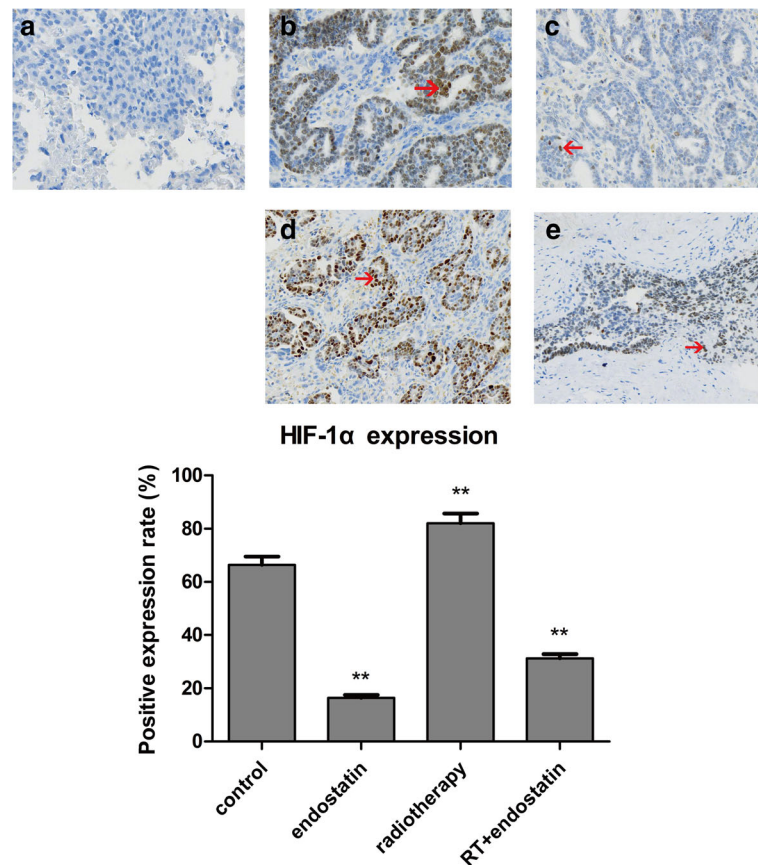 a
b
c
d
e
HIF-1α expression
Positive expression rate (%)
100
80
60
40
20
0
**
**
**
control
endostatin
radiotherapy
RT+endostatin